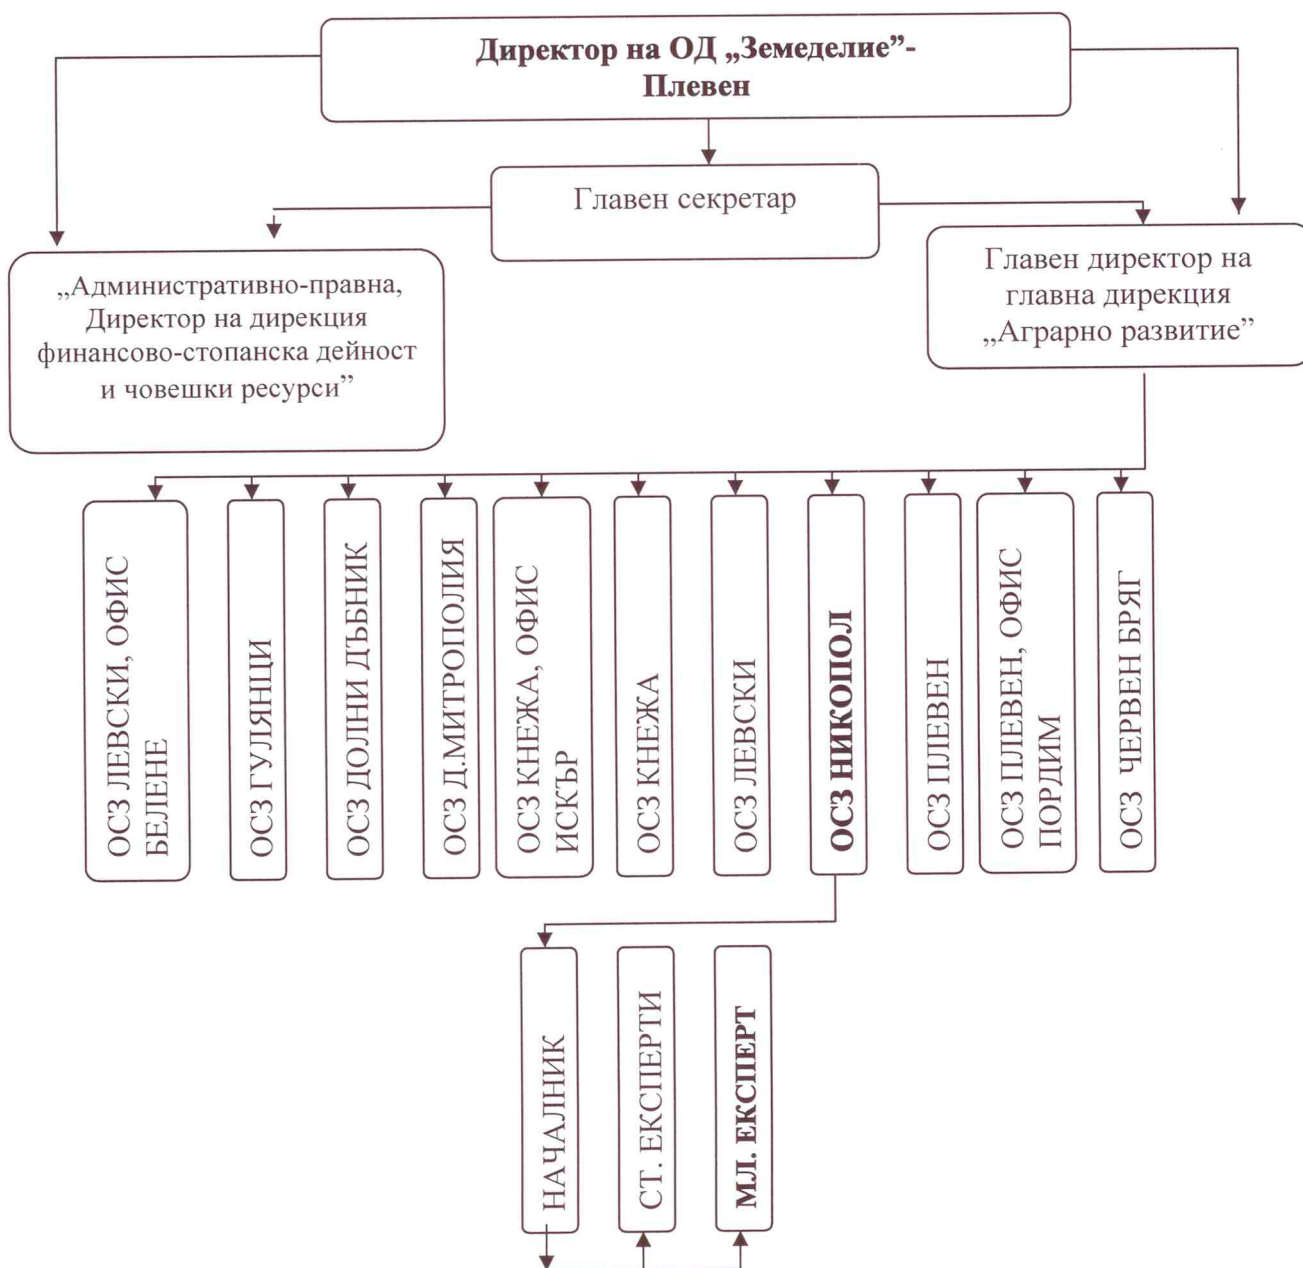 Директор на ОД „Земеделие”-
Плевен
Главен секретар
„Административно-правна,
Директор на дирекция
финансово-стопанска дейност
и човешки ресурси”
Главен директор на
главна дирекция
„Аграрно развитие”
ОСЗ ЛЕВСКИ, ОФИС
БЕЛЕНЕ
ОСЗ ГУЛЯНЦИ
ОСЗ ДОЛНИ ДЪБНИК
ОСЗ Д.МИТРОПОЛИЯ
ОСЗ КНЕЖА, ОФИС
ИСКЪР
ОСЗ КНЕЖА
ОСЗ ЛЕВСКИ
ОСЗ НИКОПОЛ
ОСЗ ПЛЕВЕН
ОСЗ ПЛЕВЕН, ОФИС
ПОРДИМ
ОСЗ ЧЕРВЕН БРЯГ
НАЧАЛНИК
СТ. ЕКСПЕРТИ
МЛ. ЕКСПЕРТ